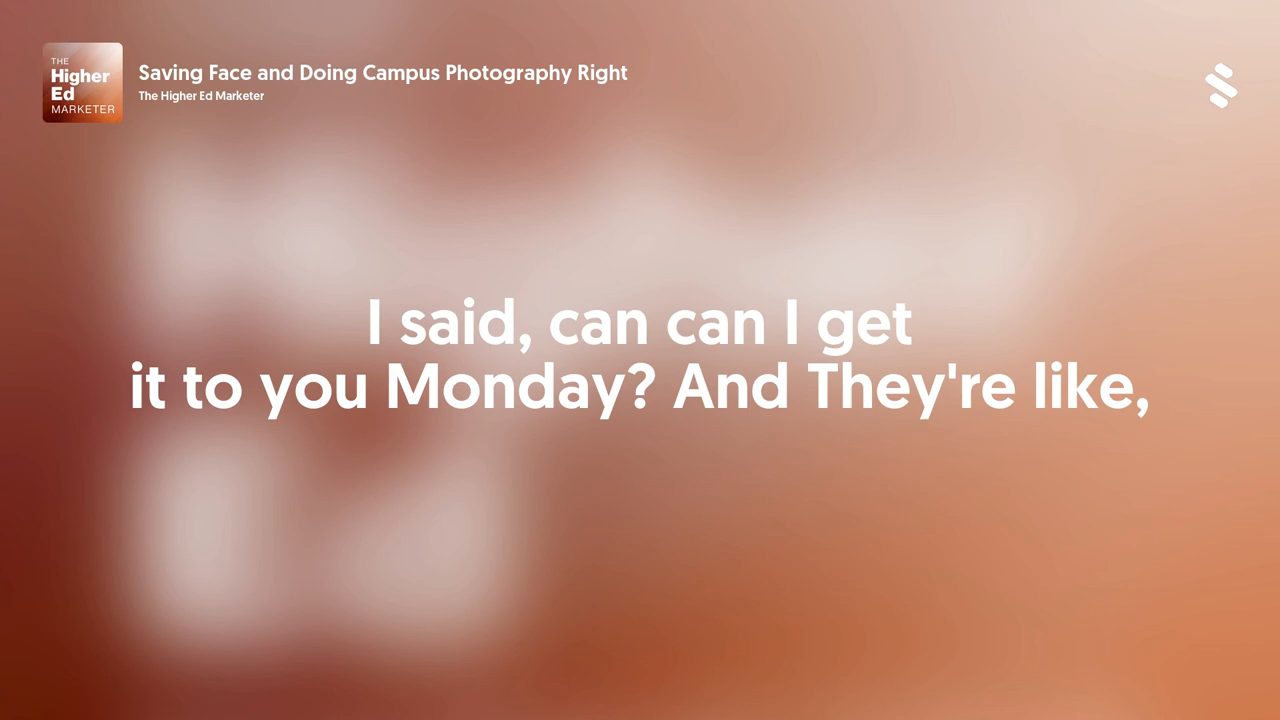 THE
Higher
Ed
MARKETER
Saving Face and Doing Campus Photography Right
The Higher Ed Marketer
I said, can can I get
it to you Monday? And They're like,